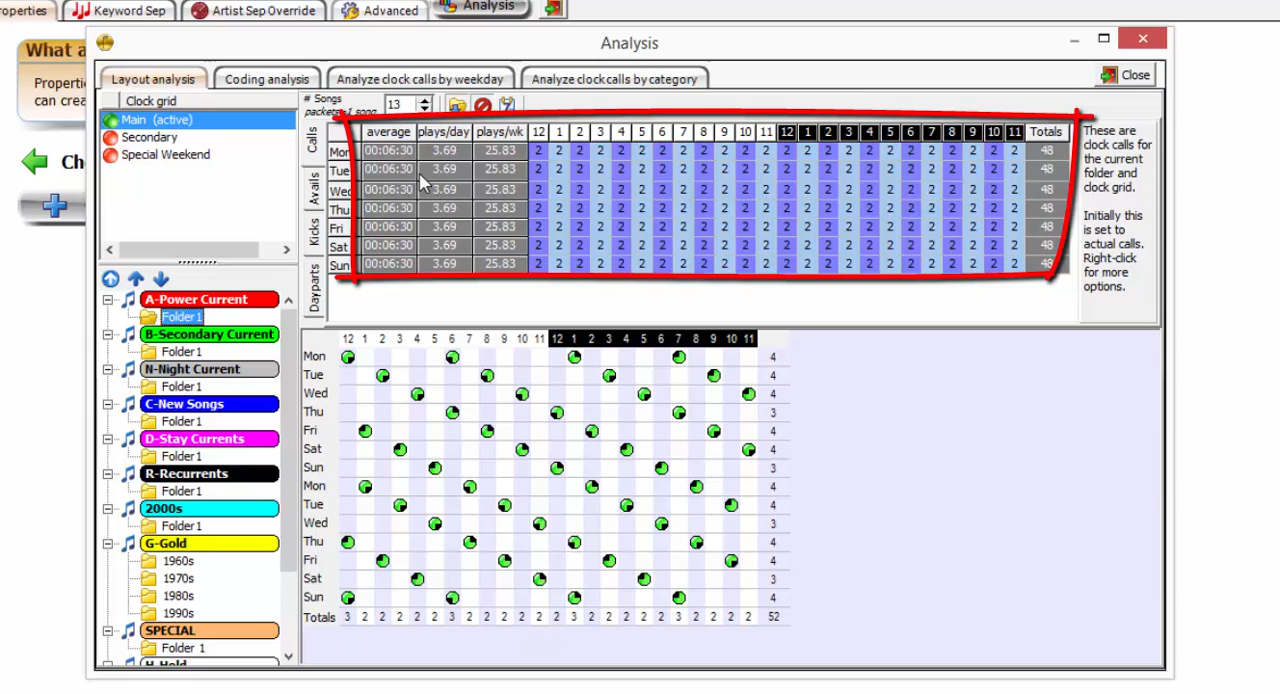 roperties Keyword Sep Artist Sep Override Advanced Analysis
What a
Properti
can crea
Ch
Analysis
Layout analysis Coding analysis Analyze clock calls by weekday Analyze clock calls by category Close
Clock grid
Main (active)
Secondary
Special Weekend
# Songs
packets=1 song 13
Calls
Avails
Kicks
Dayparts
average plays/day plays/wk 12 1 2 3 4 5 6 7 8 9 10 11 12 1 2 3 4 5 6 7 8 9 10 11 Totals
Mon 00:06:30 3.69 25.83 2 2 2 2 2 2 2 2 2 2 2 2 2 2 2 2 2 2 2 2 2 2 2 2 48
Tue 00:06:30 3.69 25.83 2 2 2 2 2 2 2 2 2 2 2 2 2 2 2 2 2 2 2 2 2 2 2 2 48
Wed 00:06:30 3.69 25.83 2 2 2 2 2 2 2 2 2 2 2 2 2 2 2 2 2 2 2 2 2 2 2 2 48
Thu 00:06:30 3.69 25.83 2 2 2 2 2 2 2 2 2 2 2 2 2 2 2 2 2 2 2 2 2 2 2 2 48
Fri 00:06:30 3.69 25.83 2 2 2 2 2 2 2 2 2 2 2 2 2 2 2 2 2 2 2 2 2 2 2 2 48
Sat 00:06:30 3.69 25.83 2 2 2 2 2 2 2 2 2 2 2 2 2 2 2 2 2 2 2 2 2 2 2 2 48
Sun 00:06:30 3.69 25.83 2 2 2 2 2 2 2 2 2 2 2 2 2 2 2 2 2 2 2 2 2 2 2 2 48
These are
clock calls for
the current
folder and
clock grid.
Initially this
is set to
actual calls.
Right-click
for more
options.
A-Power Current
Folder1
B-Secondary Current
Folder1
N-Night Current
Folder1
C-New Songs
Folder1
D-Stay Currents
Folder1
R-Recurrents
Folder1
2000s
Folder1
G-Gold
1960s
1970s
1980s
1990s
SPECIAL
Folder 1
H-Hold
12 1 2 3 4 5 6 7 8 9 10 11 12 1 2 3 4 5 6 7 8 9 10 11
Mon 4
Tue 4
Wed 4
Thu 3
Fri 4
Sat 4
Sun 3
Mon 4
Tue 4
Wed 3
Thu 4
Fri 4
Sat 3
Sun 4
Totals 3 2 2 2 2 2 3 2 2 2 2 2 2 3 2 2 2 2 2 3 2 2 2 2 52